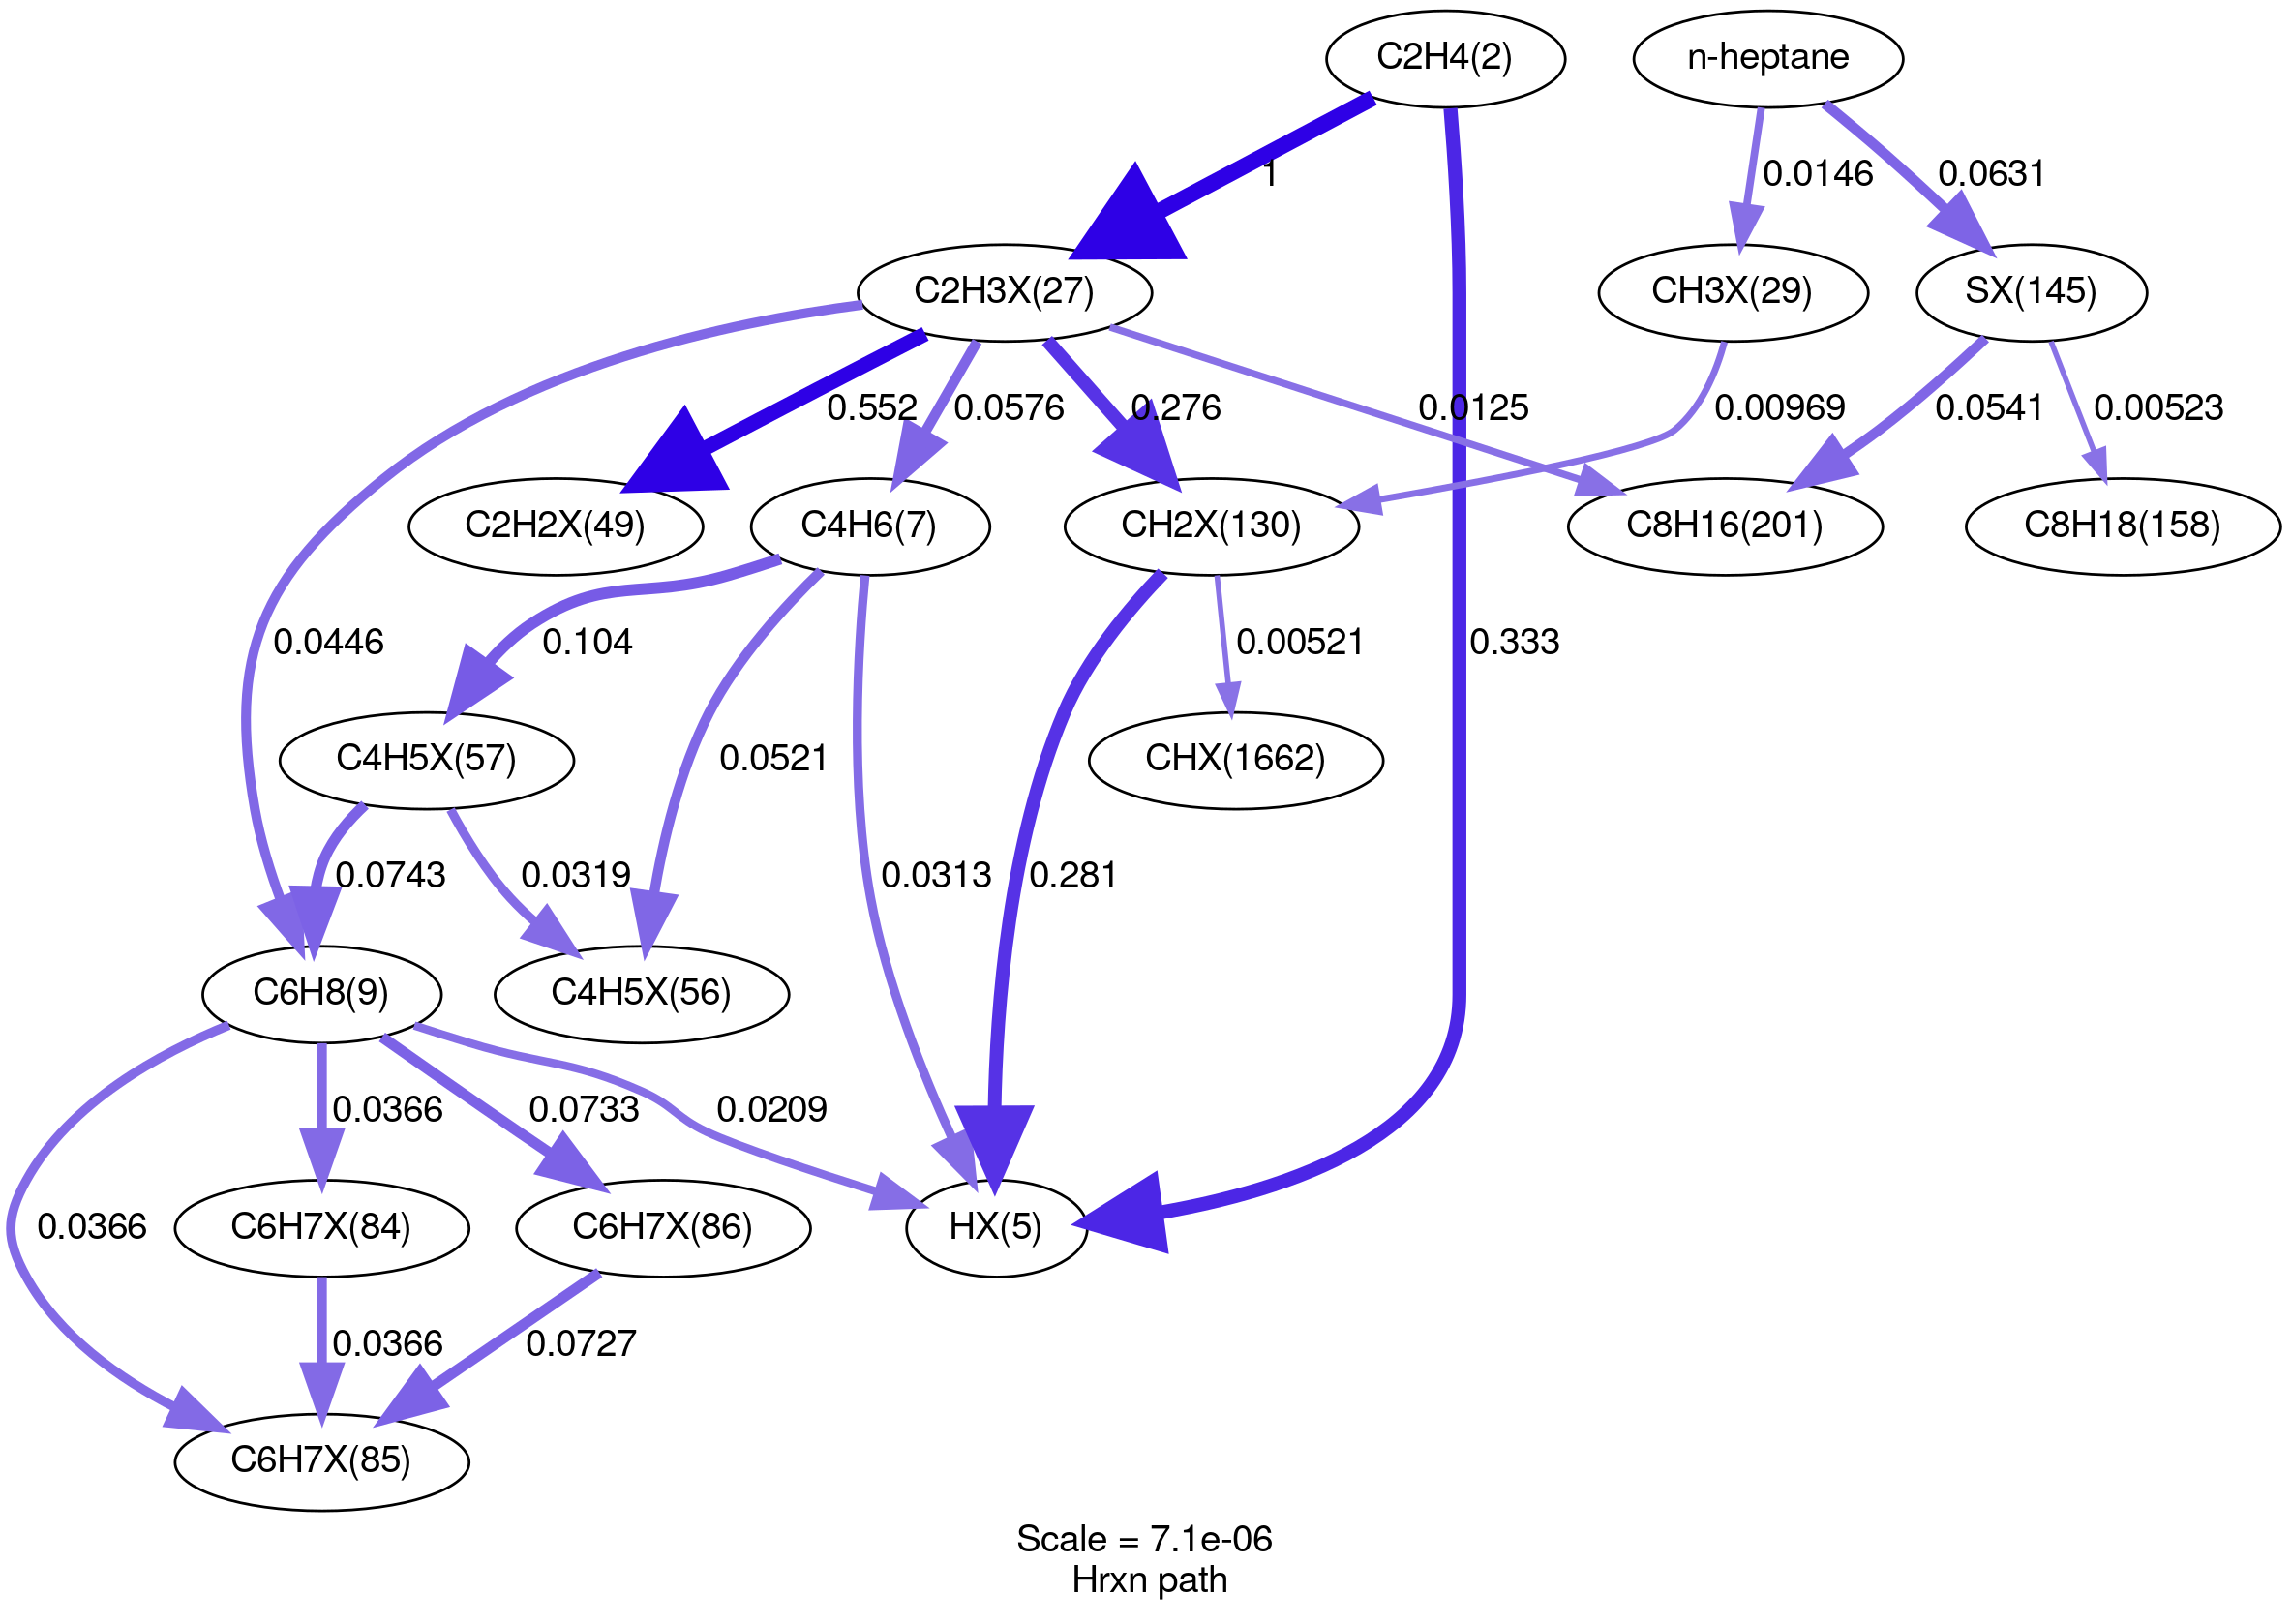 C2H4(2)
n-heptane
1
0.0146
0.0631
C2H3X(27)
CH3X(29)
SX(145)
0.552
0.0576
0.276
0.0125
0.00969
0.0541
0.00523
C2H2X(49)
C4H6(7)
CH2X(130)
C8H16(201)
C8H18(158)
0.0446
0.104
0.00521
0.333
C4H5X(57)
0.0521
CHX(1662)
0.0743
0.0319
0.0313
0.281
C6H8(9)
C4H5X(56)
0.0366
0.0733
0.0209
0.0366
C6H7X(84)
C6H7X(86)
HX(5)
0.0366
0.0727
C6H7X(85)
Scale = 7.1e-06
Hrxn path